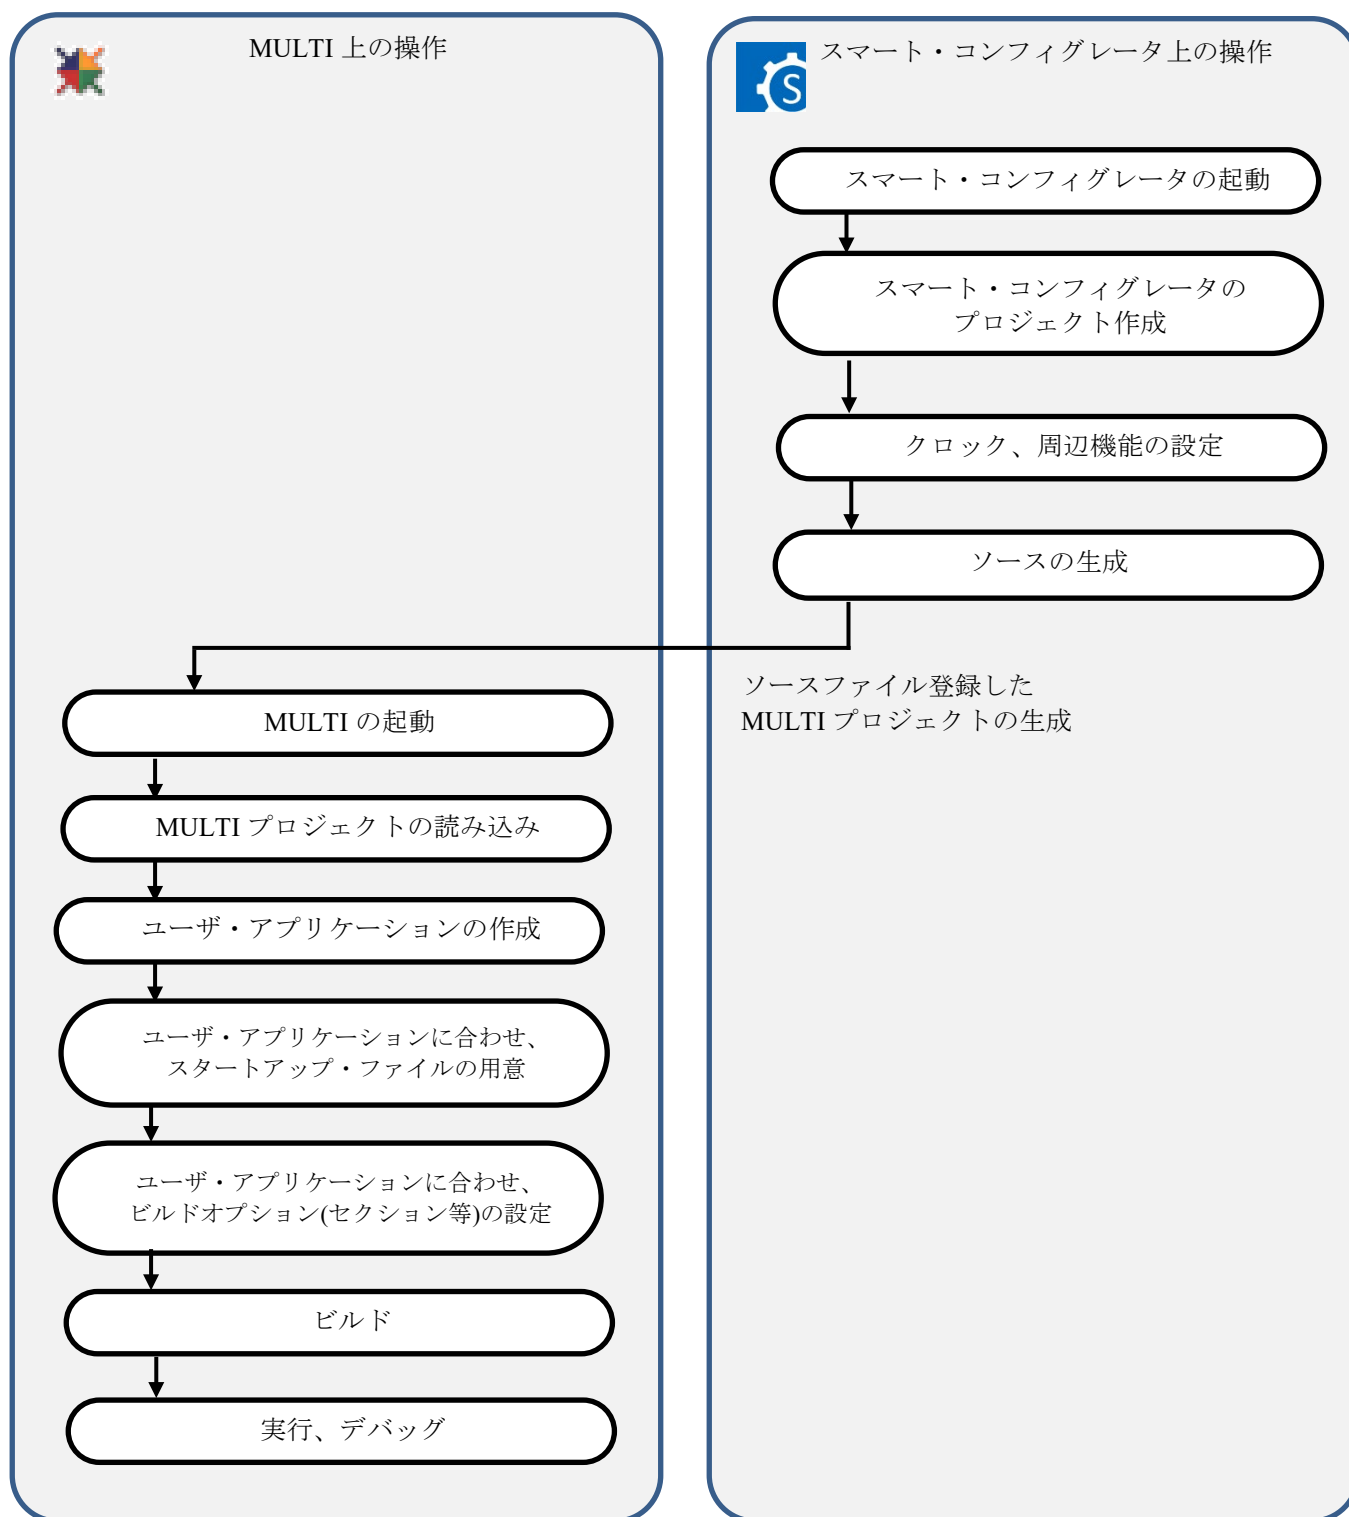 MULTI 上の操作
スマート・コンフィグレータ上の操作
S
スマート・コンフィグレータの起動
スマート・コンフィグレータの
プロジェクト作成
クロック、周辺機能の設定
ソースの生成
ソースファイル登録した
MULTI プロジェクトの生成
MULTI の起動
MULTI プロジェクトの読み込み
ユーザ・アプリケーションの作成
ユーザ・アプリケーションに合わせ、
スタートアップ・ファイルの用意
ユーザ・アプリケーションに合わせ、
ビルドオプション(セクション等)の設定
ビルド
実行、デバッグ